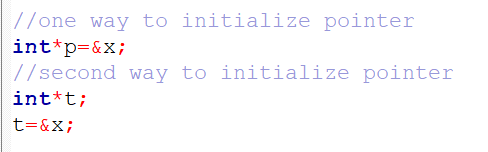 //one way to initialize pointer
int*p=&x;
//second way to initialize pointer
int*t;
t=&x;